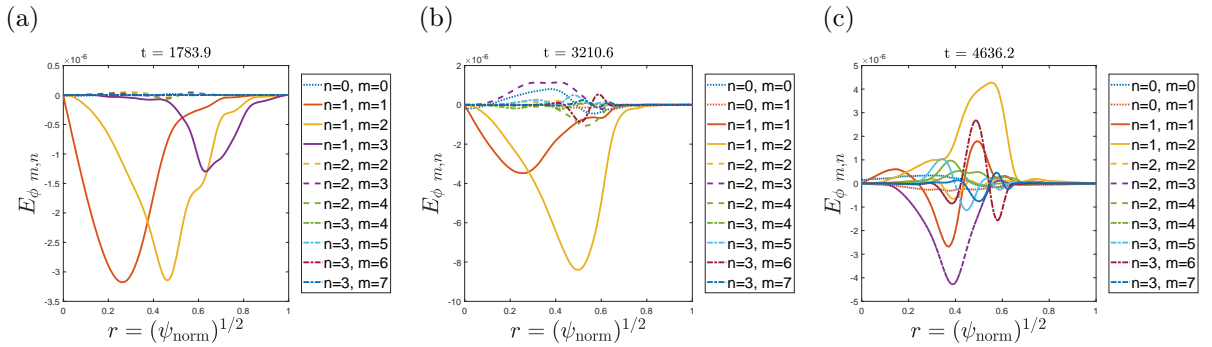 (a)
t = 1783.9
×10⁻⁶
0.5
0
-0.5
-1
-1.5
-2
-2.5
-3
-3.5
0 0.2 0.4 0.6 0.8 1
E_{ϕ m,n}
r = (ψ_norm)^{1/2}
n=0, m=0
n=1, m=1
n=1, m=2
n=1, m=3
n=2, m=2
n=2, m=3
n=2, m=4
n=3, m=4
n=3, m=5
n=3, m=6
n=3, m=7
(b)
t = 3210.6
×10⁻⁶
2
0
-2
-4
-6
-8
-10
0 0.2 0.4 0.6 0.8 1
E_{ϕ m,n}
r = (ψ_norm)^{1/2}
n=0, m=0
n=0, m=1
n=1, m=1
n=1, m=2
n=2, m=2
n=2, m=3
n=2, m=4
n=3, m=4
n=3, m=5
n=3, m=6
n=3, m=7
(c)
t = 4636.2
×10⁻⁶
5
4
3
2
1
0
-1
-2
-3
-4
-5
0 0.2 0.4 0.6 0.8 1
E_{ϕ m,n}
r = (ψ_norm)^{1/2}
n=0, m=0
n=0, m=1
n=1, m=1
n=1, m=2
n=2, m=2
n=2, m=3
n=2, m=4
n=3, m=4
n=3, m=5
n=3, m=6
n=3, m=7